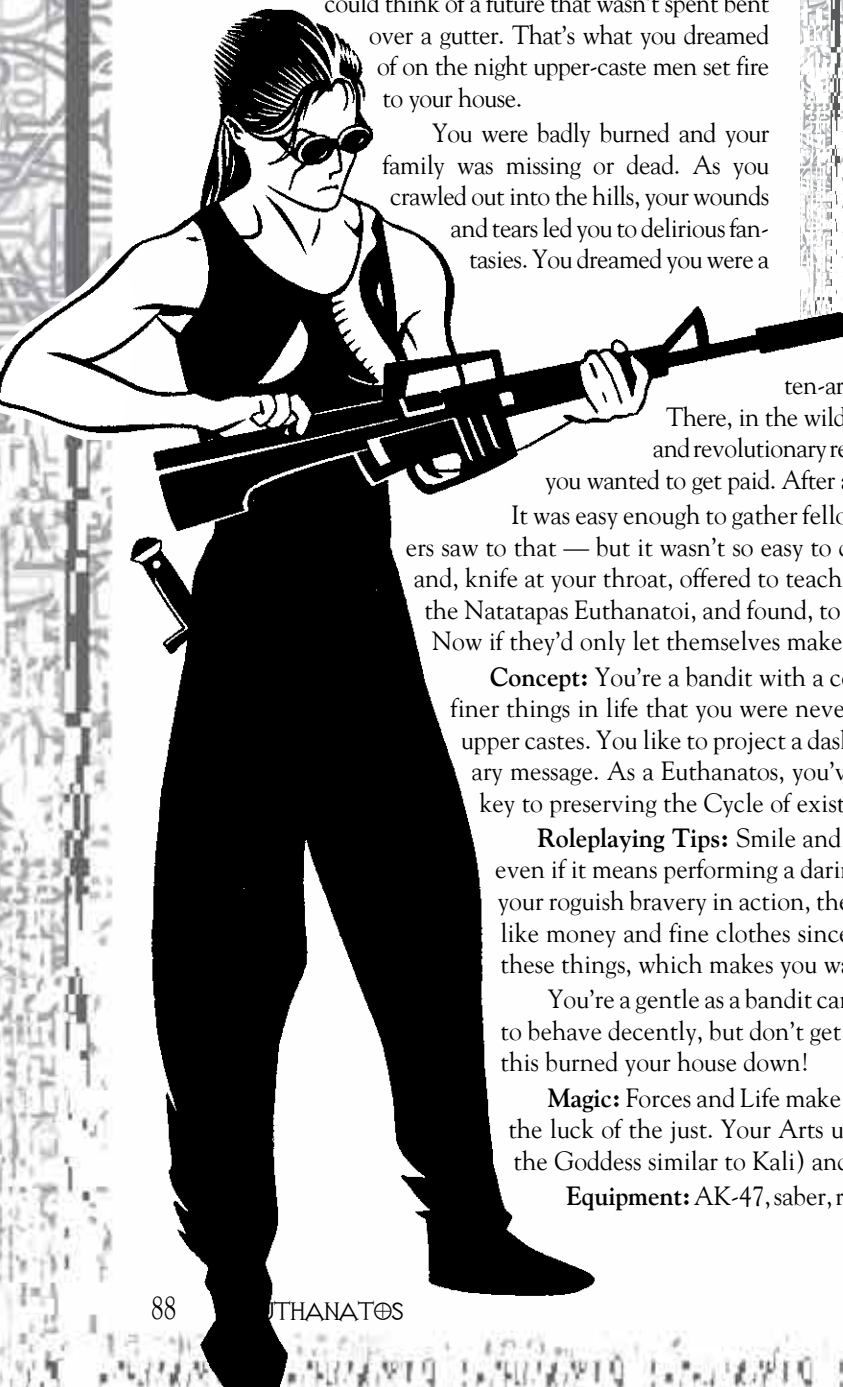 could think of a future that wasn't spent bent
over a gutter. That's what you dreamed
of on the night upper-caste men set fire
to your house.
You were badly burned and your
family was missing or dead. As you
crawled out into the hills, your wounds
and tears led you to delirious fan-
tasies. You dreamed you were a
ten-ar
There, in the wild
and revolutionary re
you wanted to get paid. After a
It was easy enough to gather fello
ers saw to that — but it wasn't so easy to c
and, knife at your throat, offered to teach
the Natatapas Euthanatoi, and found, to
Now if they'd only let themselves make
Concept: You're a bandit with a co
finer things in life that you were neve
upper castes. You like to project a dash
ary message. As a Euthanatos, you'v
key to preserving the Cycle of exist
Roleplaying Tips: Smile and
even if it means performing a darin
your roguish bravery in action, the
like money and fine clothes since
these things, which makes you wa
You're a gentle as a bandit can
to behave decently, but don't get
this burned your house down!
Magic: Forces and Life make
the luck of the just. Your Arts u
the Goddess similar to Kali) and
Equipment: AK-47, saber, r
88 UTHANATOS